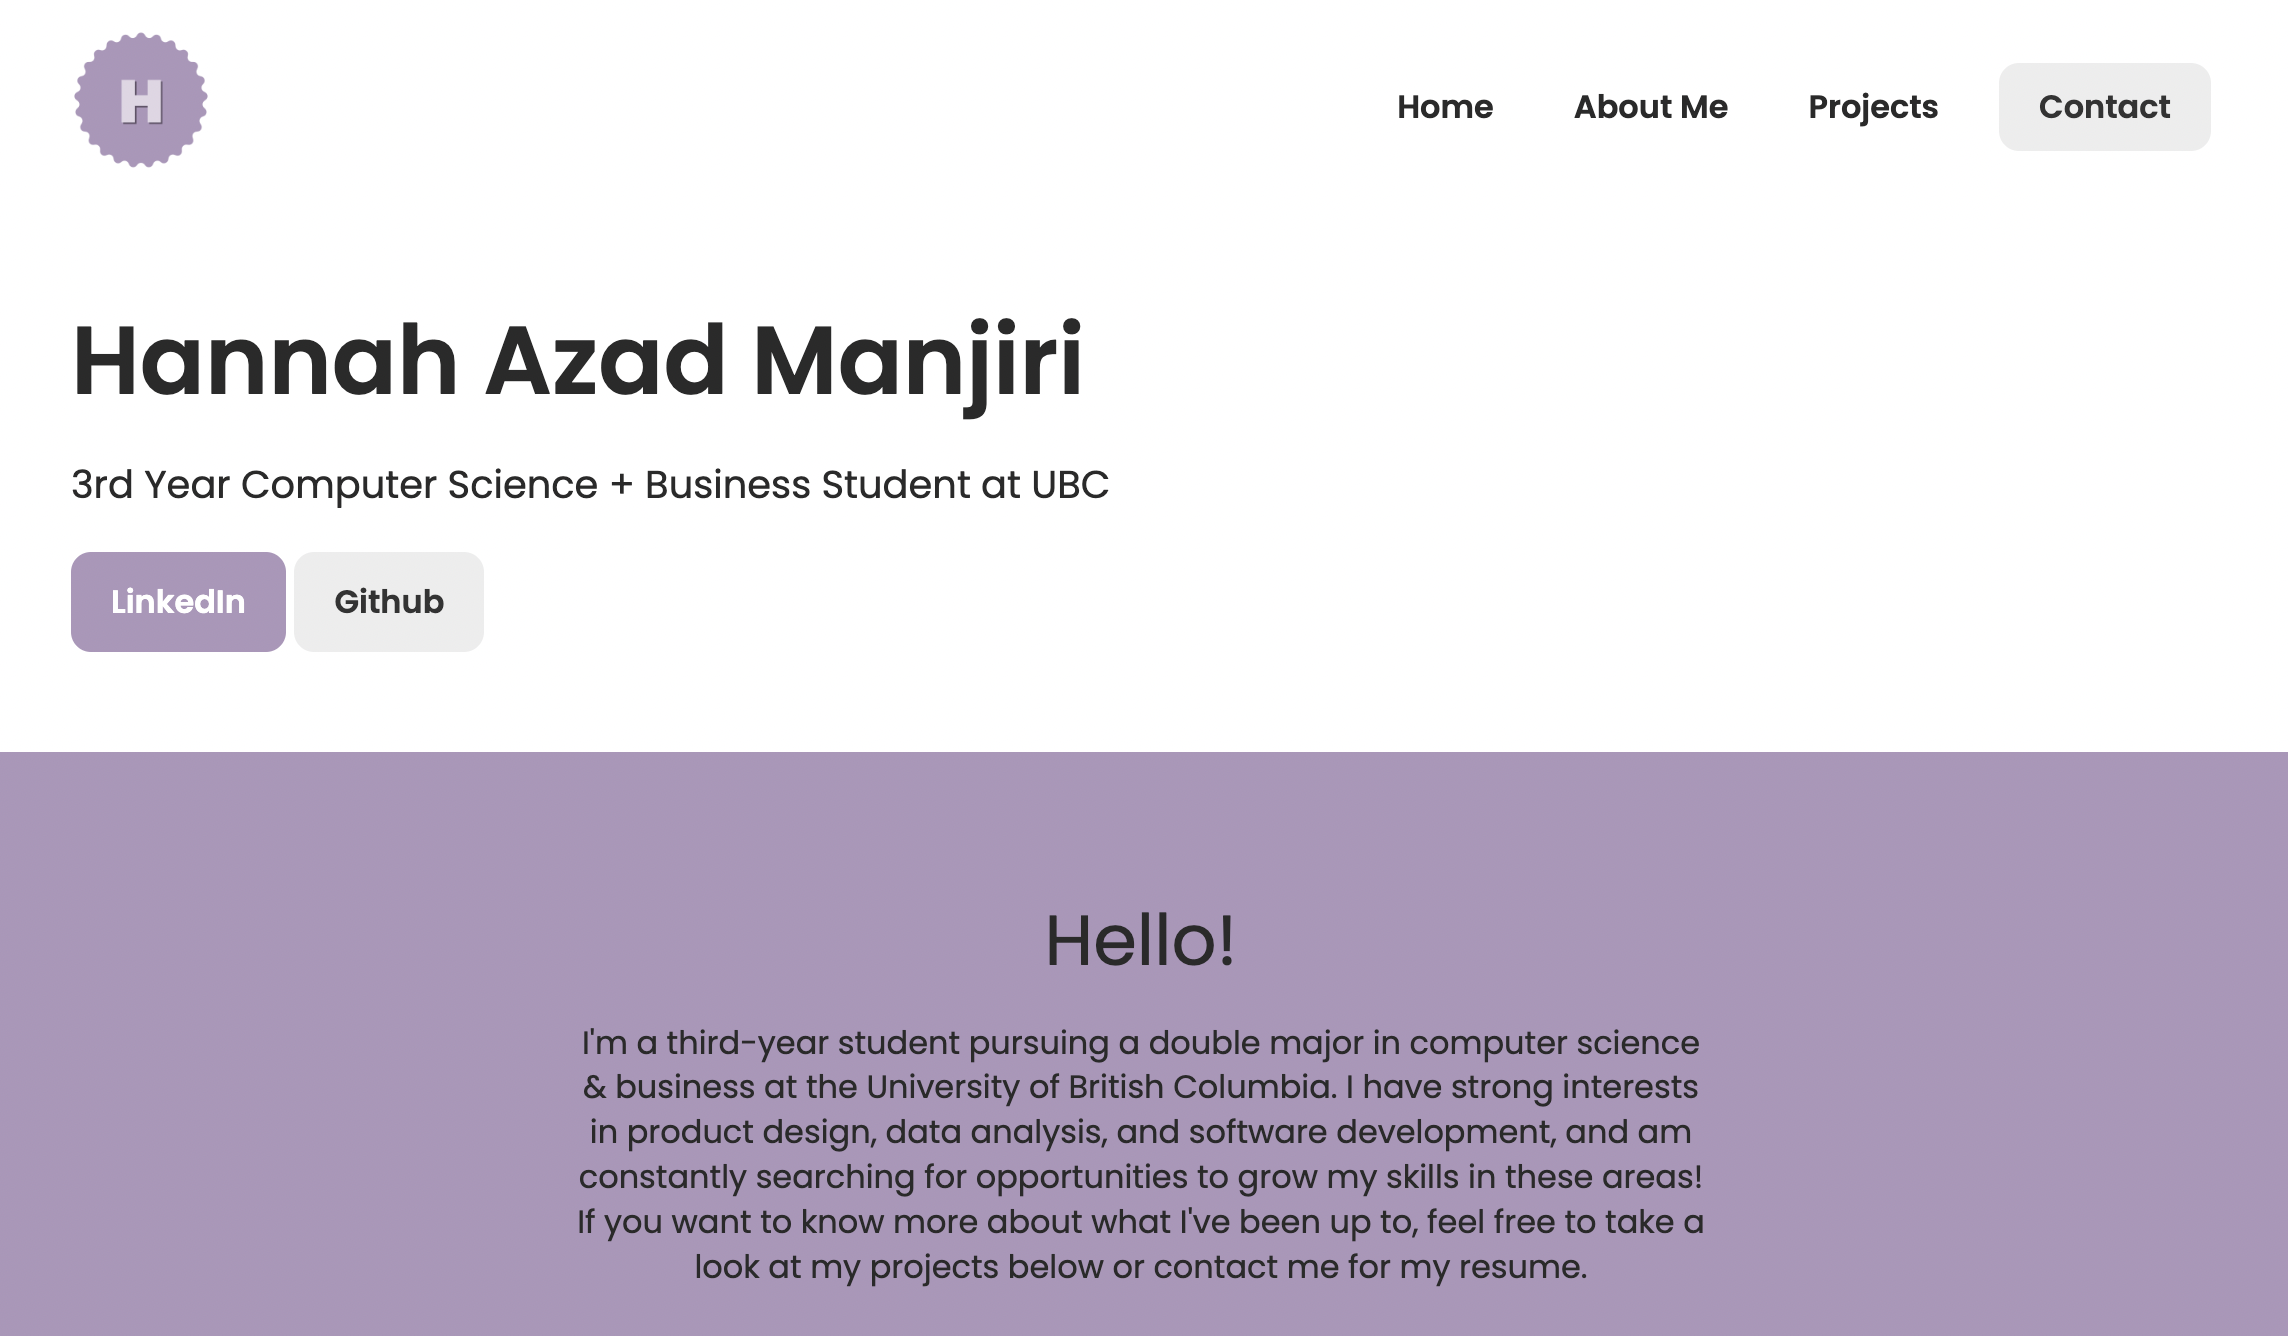 H
Home About Me Projects Contact
Hannah Azad Manjiri
3rd Year Computer Science + Business Student at UBC
LinkedIn Github
Hello!
I'm a third-year student pursuing a double major in computer science
& business at the University of British Columbia. I have strong interests
in product design, data analysis, and software development, and am
constantly searching for opportunities to grow my skills in these areas!
If you want to know more about what I've been up to, feel free to take a
look at my projects below or contact me for my resume.